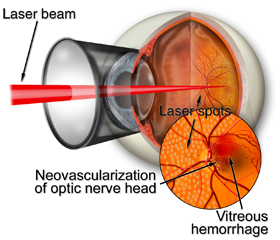 Laser beam
Laser spots
Neovascularization
of optic nerve head
Vitreous
hemorrhage